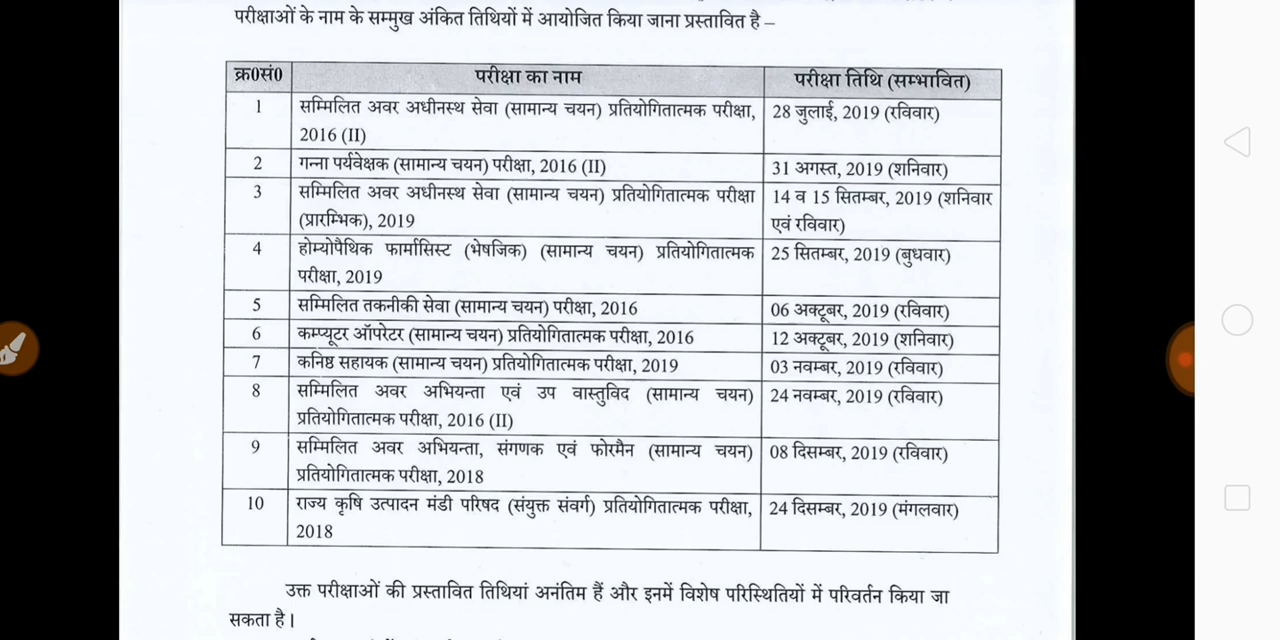 परीक्षाओं के नाम के सम्मुख अंकित तिथियों में आयोजित किया जाना प्रस्तावित है –
क्र0सं0 परीक्षा का नाम परीक्षा तिथि (सम्भावित)
1 सम्मिलित अवर अधीनस्थ सेवा (सामान्य चयन) प्रतियोगितात्मक परीक्षा, 28 जुलाई, 2019 (रविवार)
2016 (II)
2 गन्ना पर्यवेक्षक (सामान्य चयन) परीक्षा, 2016 (II) 31 अगस्त, 2019 (शनिवार)
3 सम्मिलित अवर अधीनस्थ सेवा (सामान्य चयन) प्रतियोगितात्मक परीक्षा 14 व 15 सितम्बर, 2019 (शनिवार
(प्रारम्भिक), 2019 एवं रविवार)
4 होम्योपैथिक फार्मासिस्ट (भेषजिक) (सामान्य चयन) प्रतियोगितात्मक 25 सितम्बर, 2019 (बुधवार)
परीक्षा, 2019
5 सम्मिलित तकनीकी सेवा (सामान्य चयन) परीक्षा, 2016 06 अक्टूबर, 2019 (रविवार)
6 कम्प्यूटर ऑपरेटर (सामान्य चयन) प्रतियोगितात्मक परीक्षा, 2016 12 अक्टूबर, 2019 (शनिवार)
7 कनिष्ठ सहायक (सामान्य चयन) प्रतियोगितात्मक परीक्षा, 2019 03 नवम्बर, 2019 (रविवार)
8 सम्मिलित अवर अभियन्ता एवं उप वास्तुविद (सामान्य चयन) 24 नवम्बर, 2019 (रविवार)
प्रतियोगितात्मक परीक्षा, 2016 (II)
9 सम्मिलित अवर अभियन्ता, संगणक एवं फोरमैन (सामान्य चयन) 08 दिसम्बर, 2019 (रविवार)
प्रतियोगितात्मक परीक्षा, 2018
10 राज्य कृषि उत्पादन मंडी परिषद (संयुक्त संवर्ग) प्रतियोगितात्मक परीक्षा, 24 दिसम्बर, 2019 (मंगलवार)
2018
उक्त परीक्षाओं की प्रस्तावित तिथियां अनंतिम हैं और इनमें विशेष परिस्थितियों में परिवर्तन किया जा
सकता है।